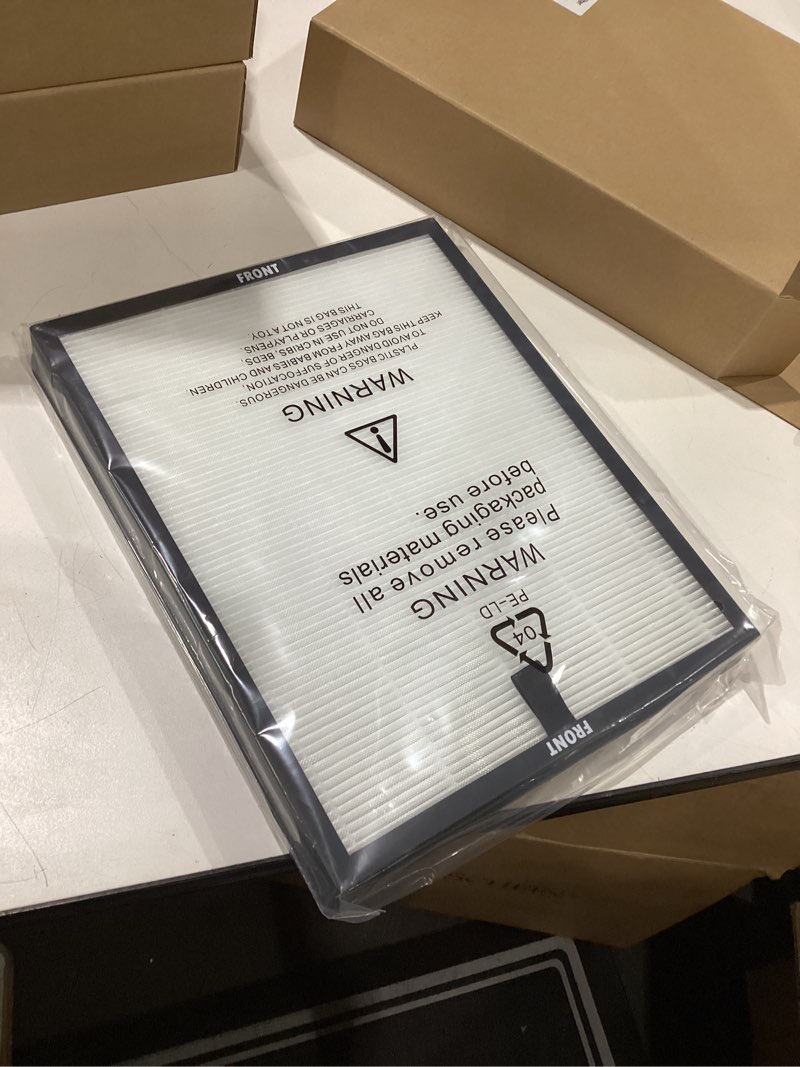 FRONT
04
PE-LD
WARNING
Please remove all
packaging materials
before use.
WARNING
PLASTIC BAGS CAN BE DANGEROUS.
TO AVOID DANGER OF SUFFOCATION,
KEEP THIS BAG AWAY FROM BABIES AND CHILDREN.
DO NOT USE IN CRIBS, BEDS,
CARRIAGES OR PLAYPENS.
THIS BAG IS NOT A TOY.
FRONT